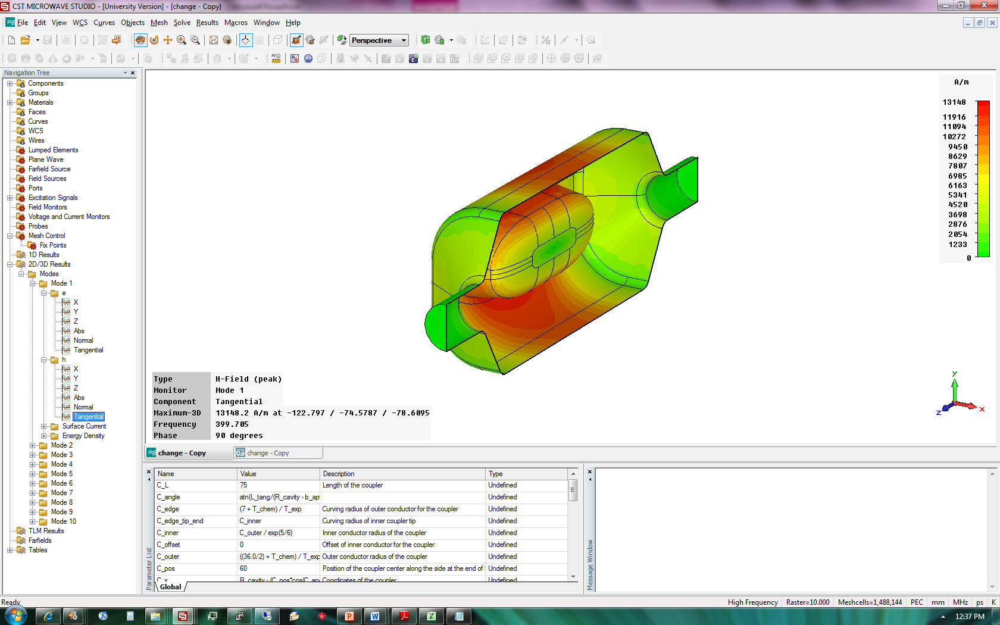 CST MICROWAVE STUDIO - [University Version] - [change - Copy]
File Edit View WCS Curves Objects Mesh Solve Results Macros Window Help
Perspective
Navigation Tree
Components
Groups
Materials
Faces
Curves
WCS
Wires
Lumped Elements
Plane Wave
Farfield Source
Field Sources
Ports
Excitation Signals
Field Monitors
Voltage and Current Monitors
Probes
Mesh Control
Fix Points
1D Results
2D/3D Results
Modes
Mode 1
e
X
Y
Z
Abs
Normal
Tangential
h
X
Y
Z
Abs
Normal
Tangential
Surface Current
Energy Density
Mode 2
Mode 3
Mode 4
Mode 5
Mode 6
Mode 7
Mode 8
Mode 9
Mode 10
TLM Results
Farfields
Tables
A/m
13148
11916
11094
10272
9450
8629
7807
6985
6163
5341
4520
3698
2876
2054
1233
0
Type H-Field (peak)
Monitor Mode 1
Component Tangential
Maximum-3D 13148.2 A/m at -122.797 / -74.5787 / -78.6095
Frequency 399.705
Phase 90 degrees
y
x
z
change - Copy change - Copy
Name Value Description Type
C_L 75 Length of the coupler Undefined
C_angle atn(L_tang/(R_cavity - b_apt Undefined
C_edge (7 + T_chem) / T_exp Curving radius of outer conductor for the coupler Undefined
C_edge_tip_end C_inner Curving radius of inner coupler tip Undefined
C_inner C_outer / exp(5/6) Inner conductor radius of the coupler Undefined
C_offset 0 Offset of inner conductor for the coupler Undefined
C_outer ((36.0/2) + T_chem) / T_exp Outer conductor radius of the coupler Undefined
C_pos 60 Position of the coupler center along the side at the end of Undefined
C_x R_cavity - (C_pos*cos(C_an Coordinates of the coupler Undefined
Global
Parameter List
Message Window
Ready
High Frequency Raster=10.000 Meshcells=1,488,144 PEC mm MHz ps K
12:37 PM